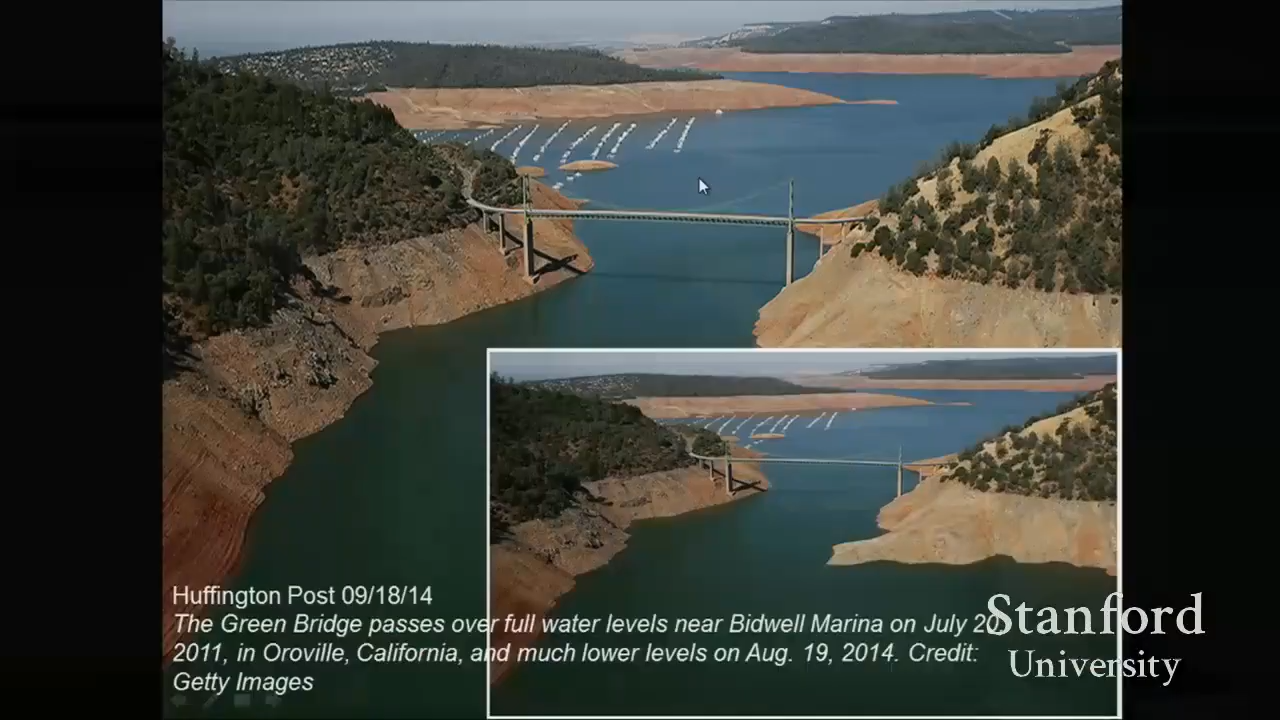 Huffington Post 09/18/14
The Green Bridge passes over full water levels near Bidwell Marina on July 20
2011, in Oroville, California, and much lower levels on Aug. 19, 2014. Credit:
Getty Images
Stanford
University